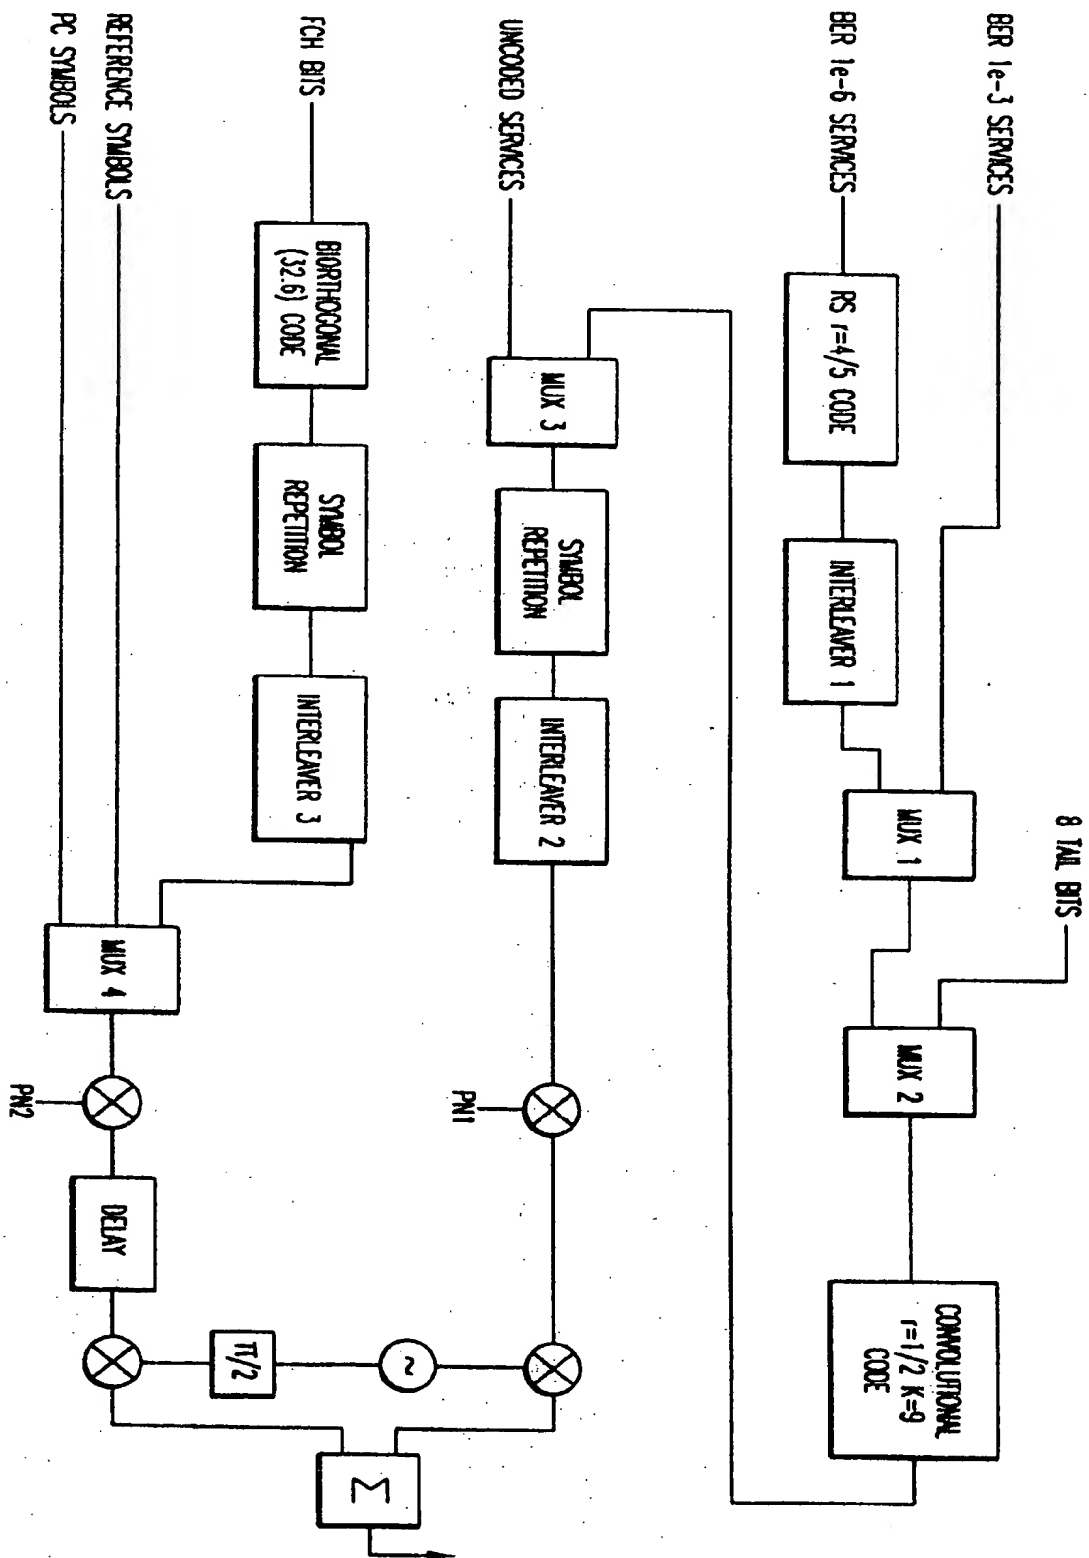 BER 1e-3 SERVICES
8 TAIL BITS
BER 1e-6 SERVICES
RS r=4/5 CODE
INTERLEAVER 1
MUX 1
MUX 2
CONVOLUTIONAL
r=1/2 K=9
CODE
UNCODED SERVICES
MUX 3
SYMBOL
REPETITION
INTERLEAVER 2
PN1
~
π/2
Σ
FCH BITS
BIORTHOGONAL
(32.6) CODE
SYMBOL
REPETITION
INTERLEAVER 3
REFERENCE SYMBOLS
PC SYMBOLS
MUX 4
PN2
DELAY